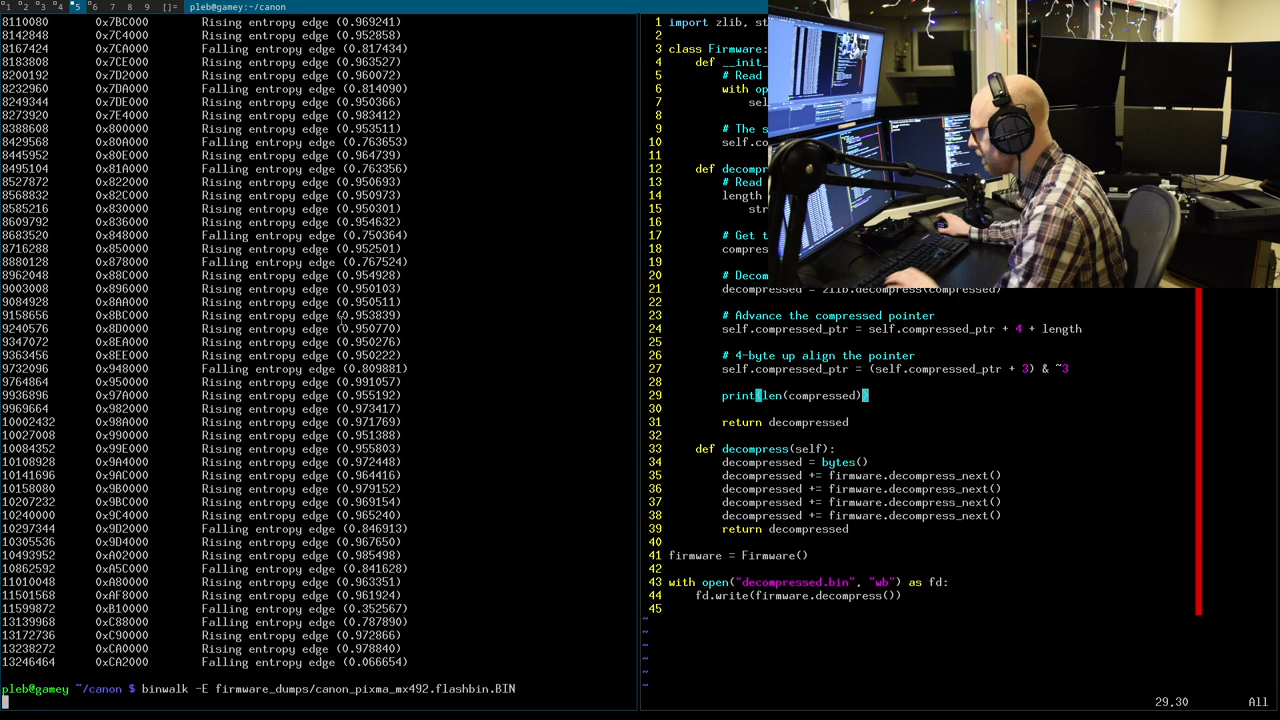 1 2 3 4 5 6 7 8 9 []= pleb@gamey:~/canon
8110080 0x7BC000 Rising entropy edge (0.969241)
8142848 0x7C4000 Rising entropy edge (0.952858)
8167424 0x7CA000 Falling entropy edge (0.817434)
8183808 0x7CE000 Rising entropy edge (0.963527)
8200192 0x7D2000 Rising entropy edge (0.960072)
8232960 0x7DA000 Falling entropy edge (0.814090)
8249344 0x7DE000 Rising entropy edge (0.950366)
8273920 0x7E4000 Rising entropy edge (0.983412)
8388608 0x800000 Rising entropy edge (0.953511)
8429568 0x80A000 Falling entropy edge (0.763653)
8445952 0x80E000 Rising entropy edge (0.964739)
8495104 0x81A000 Falling entropy edge (0.763356)
8527872 0x822000 Rising entropy edge (0.950693)
8568832 0x82C000 Rising entropy edge (0.950973)
8585216 0x830000 Rising entropy edge (0.950301)
8609792 0x836000 Rising entropy edge (0.954632)
8683520 0x848000 Falling entropy edge (0.750364)
8716288 0x850000 Rising entropy edge (0.952501)
8880128 0x878000 Falling entropy edge (0.767524)
8962048 0x88C000 Rising entropy edge (0.954928)
9003008 0x896000 Rising entropy edge (0.950103)
9084928 0x8AA000 Rising entropy edge (0.950511)
9158656 0x8BC000 Rising entropy edge (0.953839)
9240576 0x8D0000 Rising entropy edge (0.950770)
9347072 0x8EA000 Rising entropy edge (0.950276)
9363456 0x8EE000 Rising entropy edge (0.950222)
9732096 0x948000 Falling entropy edge (0.809881)
9764864 0x950000 Rising entropy edge (0.991057)
9936896 0x97A000 Rising entropy edge (0.955192)
9969664 0x982000 Rising entropy edge (0.973417)
10002432 0x98A000 Rising entropy edge (0.971769)
10027008 0x990000 Rising entropy edge (0.951388)
10084352 0x99E000 Rising entropy edge (0.955803)
10108928 0x9A4000 Rising entropy edge (0.972448)
10141696 0x9AC000 Rising entropy edge (0.964416)
10158080 0x9B0000 Rising entropy edge (0.979152)
10207232 0x9BC000 Rising entropy edge (0.969154)
10240000 0x9C4000 Rising entropy edge (0.965240)
10297344 0x9D2000 Falling entropy edge (0.846913)
10305536 0x9D4000 Rising entropy edge (0.967650)
10493952 0xA02000 Rising entropy edge (0.985498)
10862592 0xA5C000 Falling entropy edge (0.841628)
11010048 0xA80000 Rising entropy edge (0.963351)
11501568 0xAF8000 Rising entropy edge (0.961924)
11599872 0xB10000 Falling entropy edge (0.352567)
13139968 0xC88000 Falling entropy edge (0.787890)
13172736 0xC90000 Rising entropy edge (0.972866)
13238272 0xCA0000 Rising entropy edge (0.978840)
13246464 0xCA2000 Falling entropy edge (0.066654)
pleb@gamey ~/canon $ binwalk -E firmware_dumps/canon_pixma_mx492.flashbin.BIN
1 import zlib, st
2
3 class Firmware:
4 def __init_
5 # Read
6 with op
7 sel
8
9 # The s
10 self.co
11
12 def decompr
13 # Read
14 length
15 str
16
17 # Get t
18 compres
19
20 # Decom
21 decompressed = zlib.decompress(compressed)
22
23 # Advance the compressed pointer
24 self.compressed_ptr = self.compressed_ptr + 4 + length
25
26 # 4-byte up align the pointer
27 self.compressed_ptr = (self.compressed_ptr + 3) & ~3
28
29 print(len(compressed))
30
31 return decompressed
32
33 def decompress(self):
34 decompressed = bytes()
35 decompressed += firmware.decompress_next()
36 decompressed += firmware.decompress_next()
37 decompressed += firmware.decompress_next()
38 decompressed += firmware.decompress_next()
39 return decompressed
40
41 firmware = Firmware()
42
43 with open("decompressed.bin", "wb") as fd:
44 fd.write(firmware.decompress())
45
~
~
~
~
~
~
29,30 All